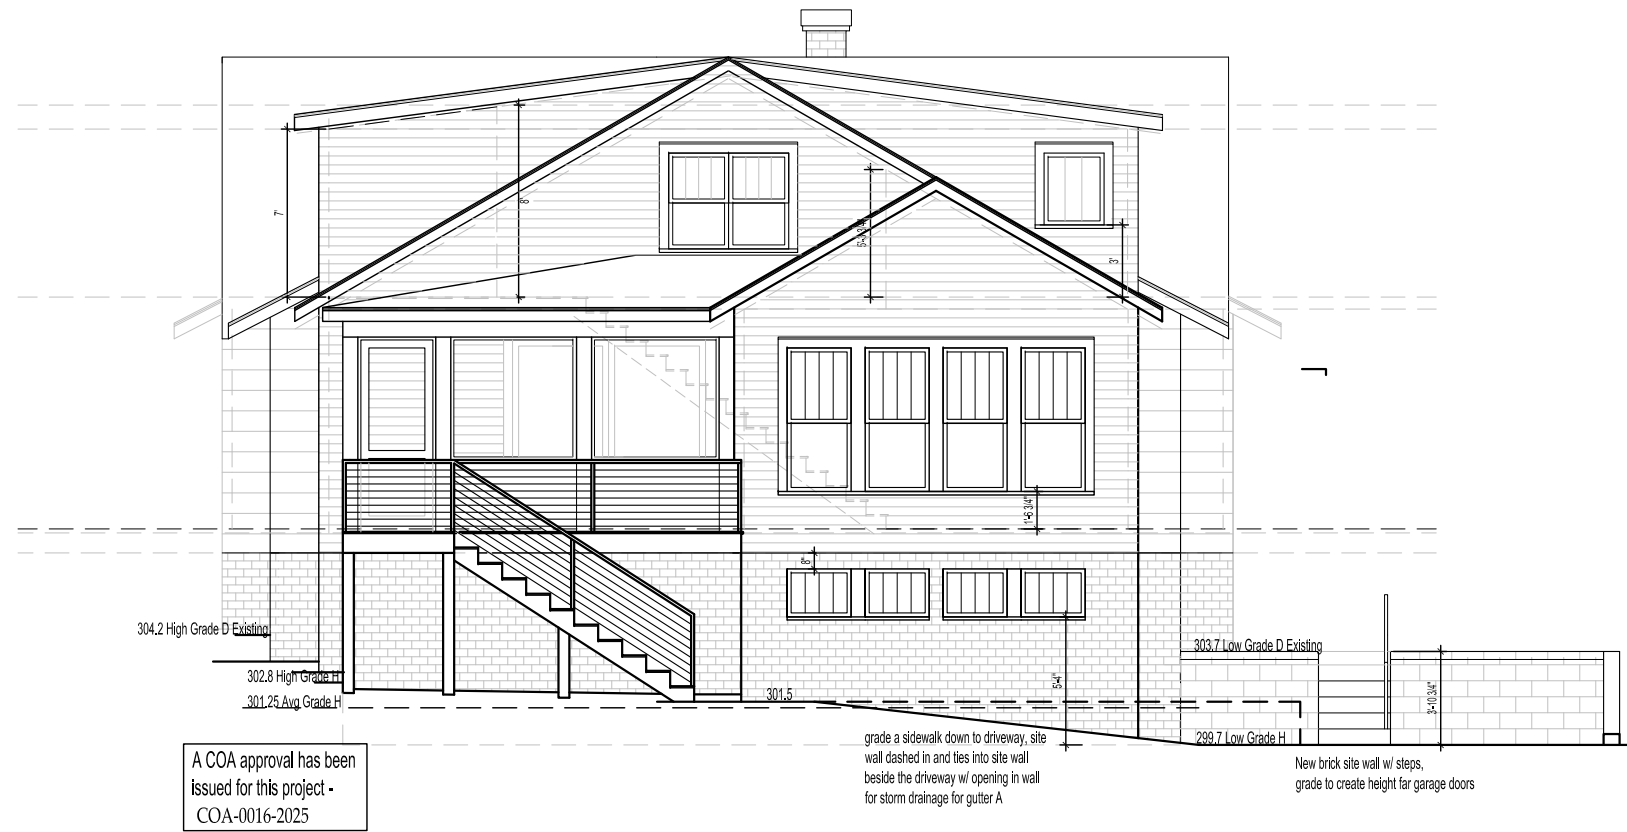 7'
8'
6'-3 3/4"
3'
1'-6 3/4"
8"
304.2 High Grade D Existing
303.7 Low Grade D Existing
302.8 High Grade H
301.25 Avg Grade H
301.5
5'-4"
3'-10 3/4"
299.7 Low Grade H
grade a sidewalk down to driveway, site
wall dashed in and ties into site wall
beside the driveway w/ opening in wall
for storm drainage for gutter A
New brick site wall w/ steps,
grade to create height far garage doors
A COA approval has been
issued for this project -
COA-0016-2025